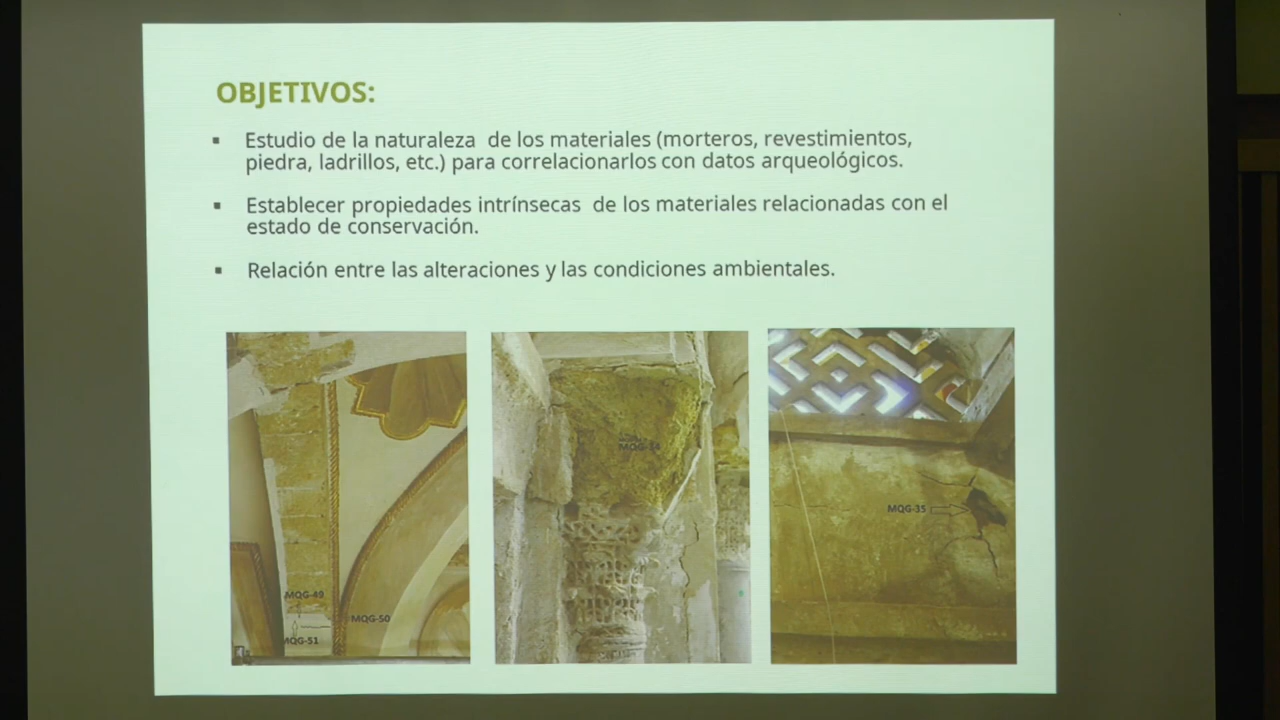 OBJETIVOS:
▪ Estudio de la naturaleza de los materiales (morteros, revestimientos,
piedra, ladrillos, etc.) para correlacionarlos con datos arqueológicos.
▪ Establecer propiedades intrínsecas de los materiales relacionadas con el
estado de conservación.
▪ Relación entre las alteraciones y las condiciones ambientales.
MQG-49
MQG-50
MQG-51
MQG-35